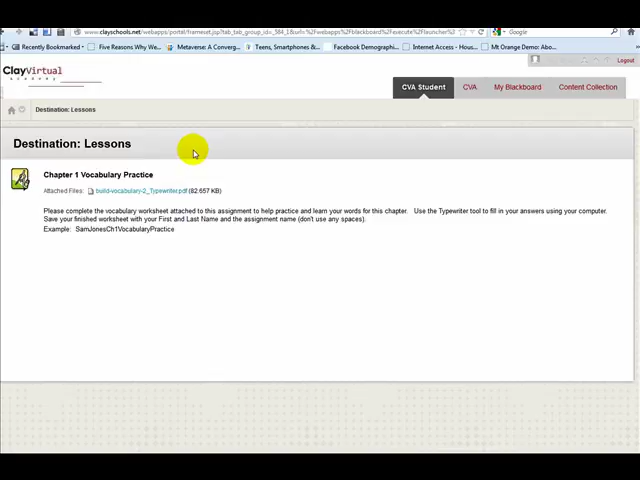 www.clayschools.net/webapps/portal/frameset.jsp?tab_tab_group_id=_384_1&url=%2Fwebapps%2Fblackboard%2Fexecute%2Flauncher%3
Google
Recently Bookmarked
Five Reasons Why We...
Metaverse: A Converg...
Teens, Smartphones &...
Facebook Demographi...
Internet Access - Hous...
Mt Orange Demo: Abo...
Logout
ClayVirtual
academy
CVA Student
CVA
My Blackboard
Content Collection
Destination: Lessons
Destination: Lessons
Chapter 1 Vocabulary Practice
Attached Files: build-vocabulary-2_Typewriter.pdf (82.657 KB)
Please complete the vocabulary worksheet attached to this assignment to help practice and learn your words for this chapter. Use the Typewriter tool to fill in your answers using your computer.
Save your finished worksheet with your First and Last Name and the assignment name (don't use any spaces).
Example: SamJonesCh1VocabularyPractice